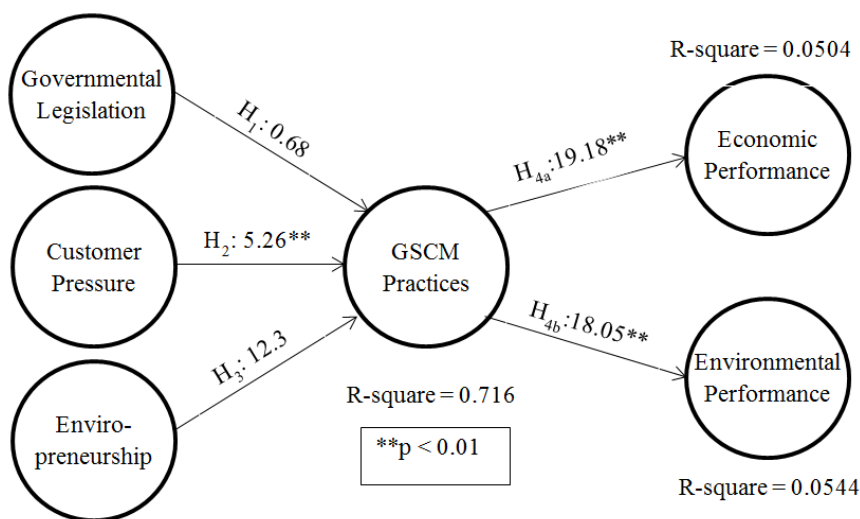 R-square = 0.0504
Governmental
Legislation
H1: 0.68
Economic
Performance
H4a:19.18**
Customer
Pressure
H2: 5.26**
GSCM
Practices
H4b:18.05**
H3: 12.3
Environmental
Performance
Enviro-
preneurship
R-square = 0.716
**p < 0.01
R-square = 0.0544